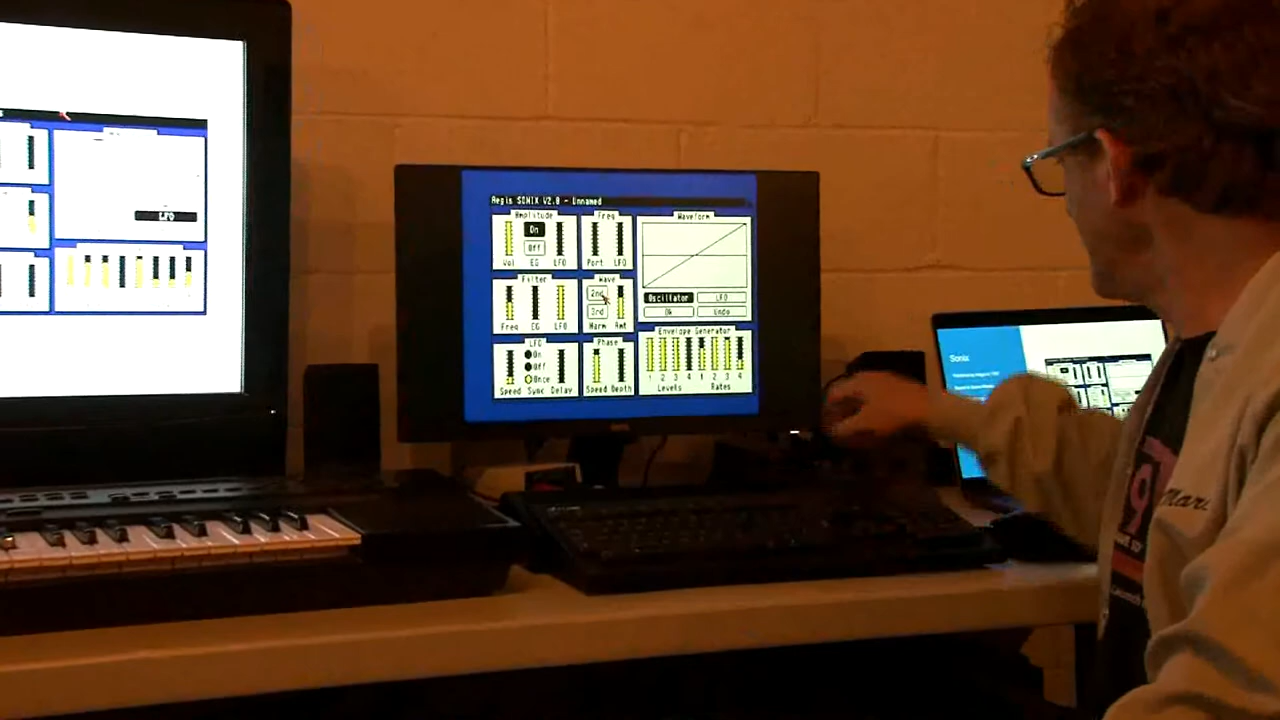 LFO
Aegis SONIX V2.0 - Unnamed
Amplitude
On
Off
Vol EG LFO
Freq
Port LFO
Waveform
Oscillator LFO
Ok Undo
Filter
Freq EG LFO
Wave
2nd
3rd
Harm Amt
LFO
On
Off
Once
Speed Sync Delay
Phase
Speed Depth
Envelope Generator
1 2 3 4 1 2 3 4
Levels Rates
Sonix
9